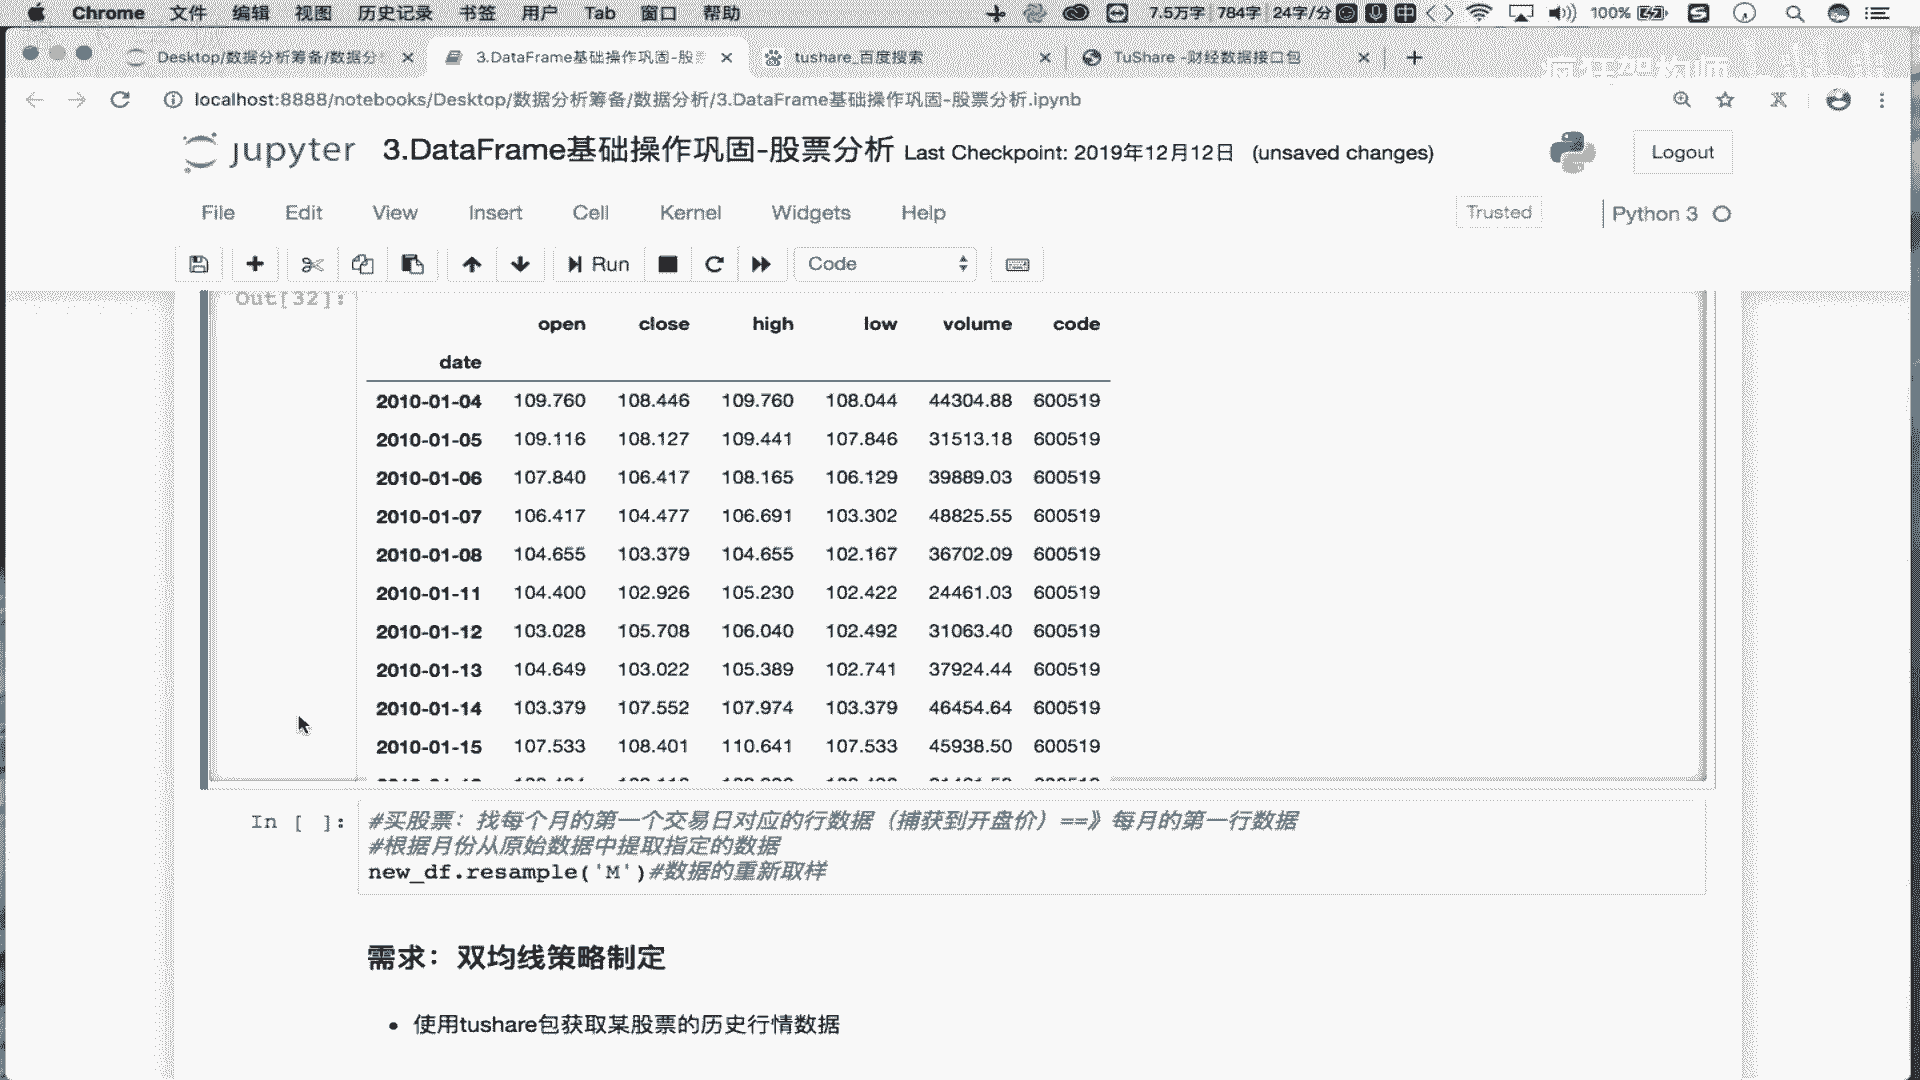 Chrome 文件 编辑 视图 历史记录 书签 用户 Tab 窗口 帮助 7.5万字 784字 24字/分 中 100%
Desktop/数据分析筹备/数据分 3.DataFrame基础操作巩固-股 tushare_百度搜索 TuShare -财经数据接口包
疯狂架构师
localhost:8888/notebooks/Desktop/数据分析筹备/数据分析/3.DataFrame基础操作巩固-股票分析.ipynb
jupyter 3.DataFrame基础操作巩固-股票分析 Last Checkpoint: 2019年12月12日 (unsaved changes) Logout
File Edit View Insert Cell Kernel Widgets Help Trusted Python 3
Run Code
Out[32]:
open close high low volume code
date
2010-01-04 109.760 108.446 109.760 108.044 44304.88 600519
2010-01-05 109.116 108.127 109.441 107.846 31513.18 600519
2010-01-06 107.840 106.417 108.165 106.129 39889.03 600519
2010-01-07 106.417 104.477 106.691 103.302 48825.55 600519
2010-01-08 104.655 103.379 104.655 102.167 36702.09 600519
2010-01-11 104.400 102.926 105.230 102.422 24461.03 600519
2010-01-12 103.028 105.708 106.040 102.492 31063.40 600519
2010-01-13 104.649 103.022 105.389 102.741 37924.44 600519
2010-01-14 103.379 107.552 107.974 103.379 46454.64 600519
2010-01-15 107.533 108.401 110.641 107.533 45938.50 600519
In [ ]: #买股票：找每个月的第一个交易日对应的行数据（捕获到开盘价）==》每月的第一行数据
#根据月份从原始数据中提取指定的数据
new_df.resample('M')#数据的重新取样
需求：双均线策略制定
• 使用tushare包获取某股票的历史行情数据